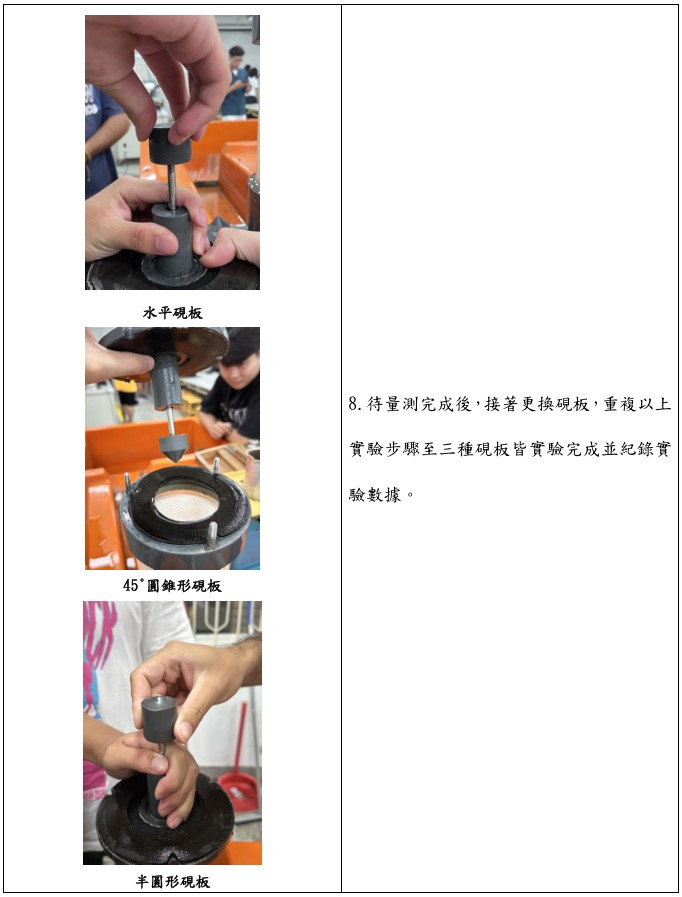 水平硯板
45°圓錐形硯板
半圓形硯板
8.待量測完成後，接著更換硯板，重複以上
實驗步驟至三種硯板皆實驗完成並紀錄實
驗數據。